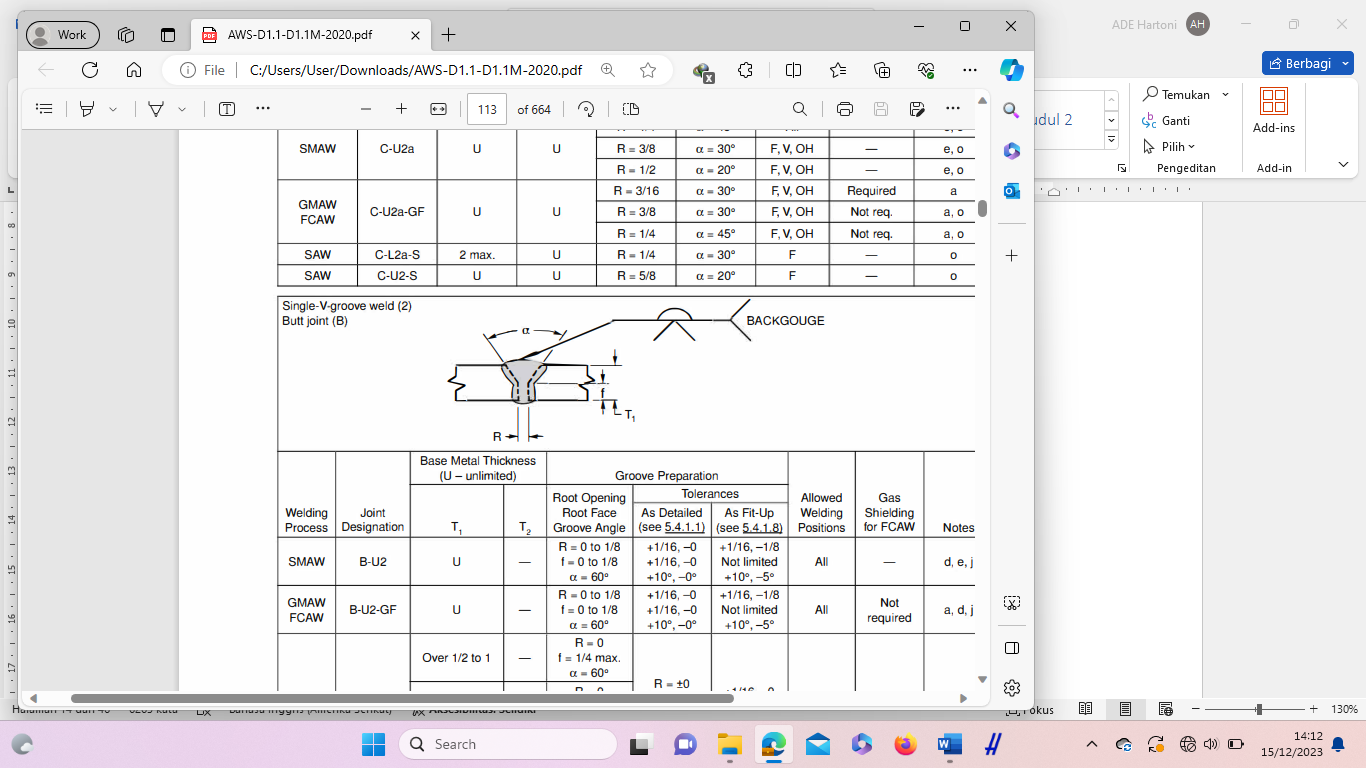 Work
AWS-D1.1-D1.1M-2020.pdf
ADE Hartoni
AH
File
C:/Users/User/Downloads/AWS-D1.1-D1.1M-2020.pdf
Berbagi
113 of 664
Temukan
Ganti
Pilih
Add-ins
Pengeditan
Add-in
udul 2
SMAW C-U2a U U
R = 3/8 α = 30° F, V, OH — e, o
R = 1/2 α = 20° F, V, OH — e, o
GMAW
FCAW
C-U2a-GF U U
R = 3/16 α = 30° F, V, OH Required a
R = 3/8 α = 30° F, V, OH Not req. a, o
R = 1/4 α = 45° F, V, OH Not req. a, o
SAW C-L2a-S 2 max. U R = 1/4 α = 30° F — o
SAW C-U2-S U U R = 5/8 α = 20° F — o
Single-V-groove weld (2)
Butt joint (B)
α
BACKGOUGE
f
T1
R
Welding
Process
Joint
Designation
Base Metal Thickness
(U – unlimited)
T1
T2
Groove Preparation
Root Opening
Root Face
Groove Angle
Tolerances
As Detailed
(see 5.4.1.1)
As Fit-Up
(see 5.4.1.8)
Allowed
Welding
Positions
Gas
Shielding
for FCAW
Notes
SMAW B-U2 U —
R = 0 to 1/8 +1/16, –0 +1/16, –1/8
f = 0 to 1/8 +1/16, –0 Not limited
α = 60° +10°, –0° +10°, –5°
All — d, e, j
GMAW
FCAW
B-U2-GF U —
R = 0 to 1/8 +1/16, –0 +1/16, –1/8
f = 0 to 1/8 +1/16, –0 Not limited
α = 60° +10°, –0° +10°, –5°
All
Not
required
a, d, j
Over 1/2 to 1 —
R = 0
f = 1/4 max.
α = 60°
R = ±0
130%
Search
14:12
15/12/2023